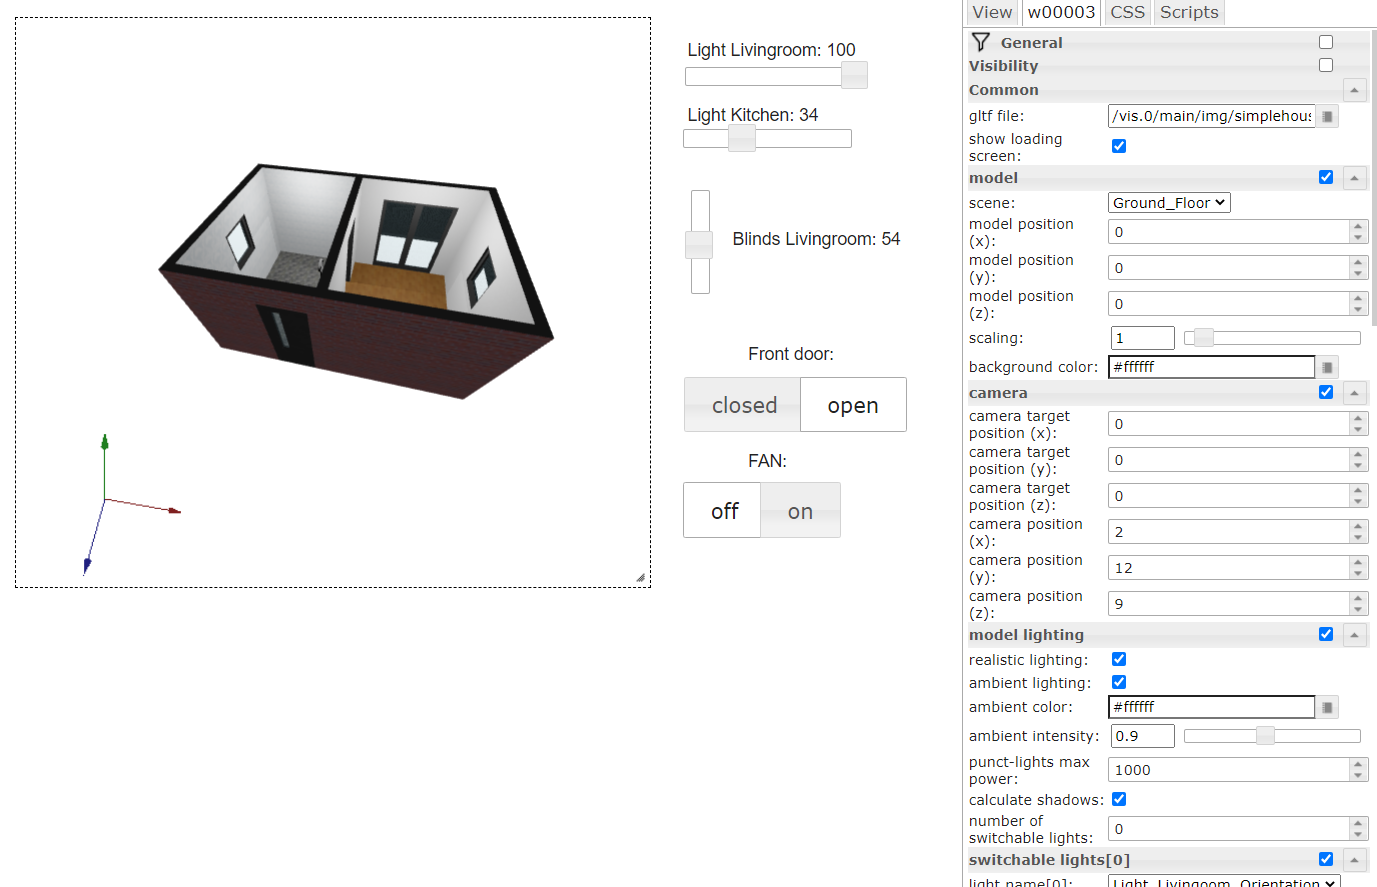 View w00003 CSS Scripts
General
Visibility
Common
gltf file: /vis.0/main/img/simplehous
show loading
screen:
model
scene: Ground_Floor
model position
(x): 0
model position
(y): 0
model position
(z): 0
scaling: 1
background color: #ffffff
camera
camera target
position (x): 0
camera target
position (y): 0
camera target
position (z): 0
camera position
(x): 2
camera position
(y): 12
camera position
(z): 9
model lighting
realistic lighting:
ambient lighting:
ambient color: #ffffff
ambient intensity: 0.9
punct-lights max
power: 1000
calculate shadows:
number of
switchable lights: 0
switchable lights[0]
light name[0]: Light_Livingoom_Orientation
Light Livingroom: 100
Light Kitchen: 34
Blinds Livingroom: 54
Front door:
closed open
FAN:
off on